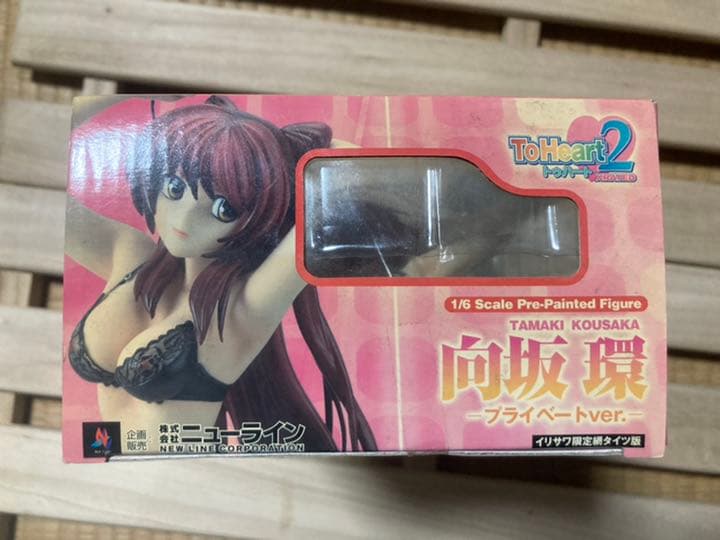 ToHeart2
トゥハート
1/6 Scale Pre-Painted Figure
TAMAKI KOUSAKA
向坂 環
―プライベートver.―
イリサワ限定網タイツ版
企画
販売
株式
会社 ニューライン
NEW LINE CORPORATION